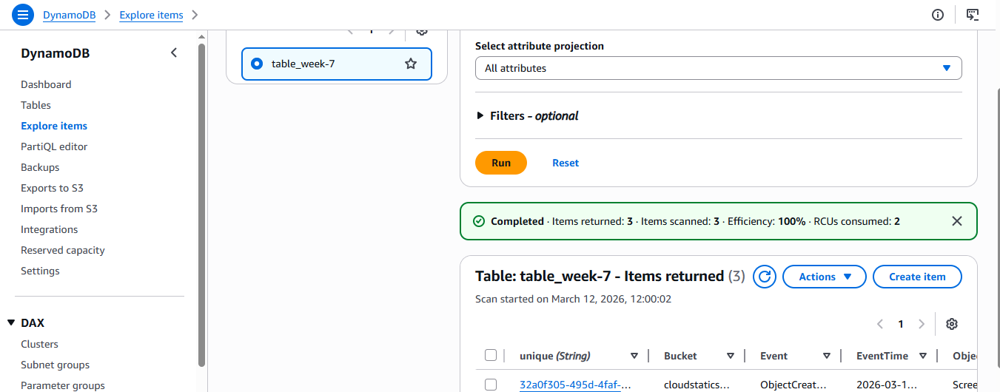 DynamoDB > Explore items >
DynamoDB
Dashboard
Tables
Explore items
PartiQL editor
Backups
Exports to S3
Imports from S3
Integrations
Reserved capacity
Settings
DAX
Clusters
Subnet groups
Parameter groups
table_week-7
Select attribute projection
All attributes
Filters - optional
Run Reset
Completed · Items returned: 3 · Items scanned: 3 · Efficiency: 100% · RCUs consumed: 2
Table: table_week-7 - Items returned (3) Actions Create item
Scan started on March 12, 2026, 12:00:02
1
unique (String) Bucket Event EventTime Obje
32a0f305-495d-4faf-... cloudstatics... ObjectCreat... 2026-03-1... Scree